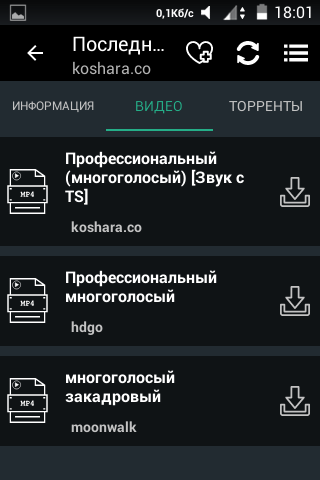 0,1Кб/с 18:01
Последн...
koshara.co
ИНФОРМАЦИЯ ВИДЕО ТОРРЕНТЫ
Профессиональный
(многоголосый) [Звук с
TS]
MP4
koshara.co
Профессиональный
многоголосый
MP4
hdgo
многоголосый
закадровый
MP4
moonwalk